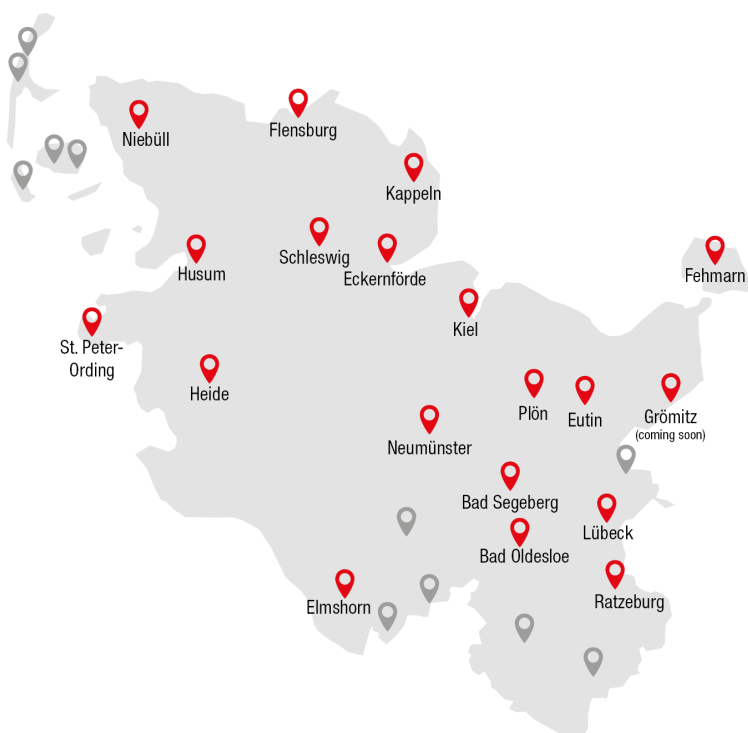 Niebüll
Flensburg
Kappeln
Schleswig
Husum
Eckernförde
Fehmarn
Kiel
St. Peter-
Ording
Heide
Plön
Eutin
Grömitz
(coming soon)
Neumünster
Bad Segeberg
Lübeck
Bad Oldesloe
Elmshorn
Ratzeburg